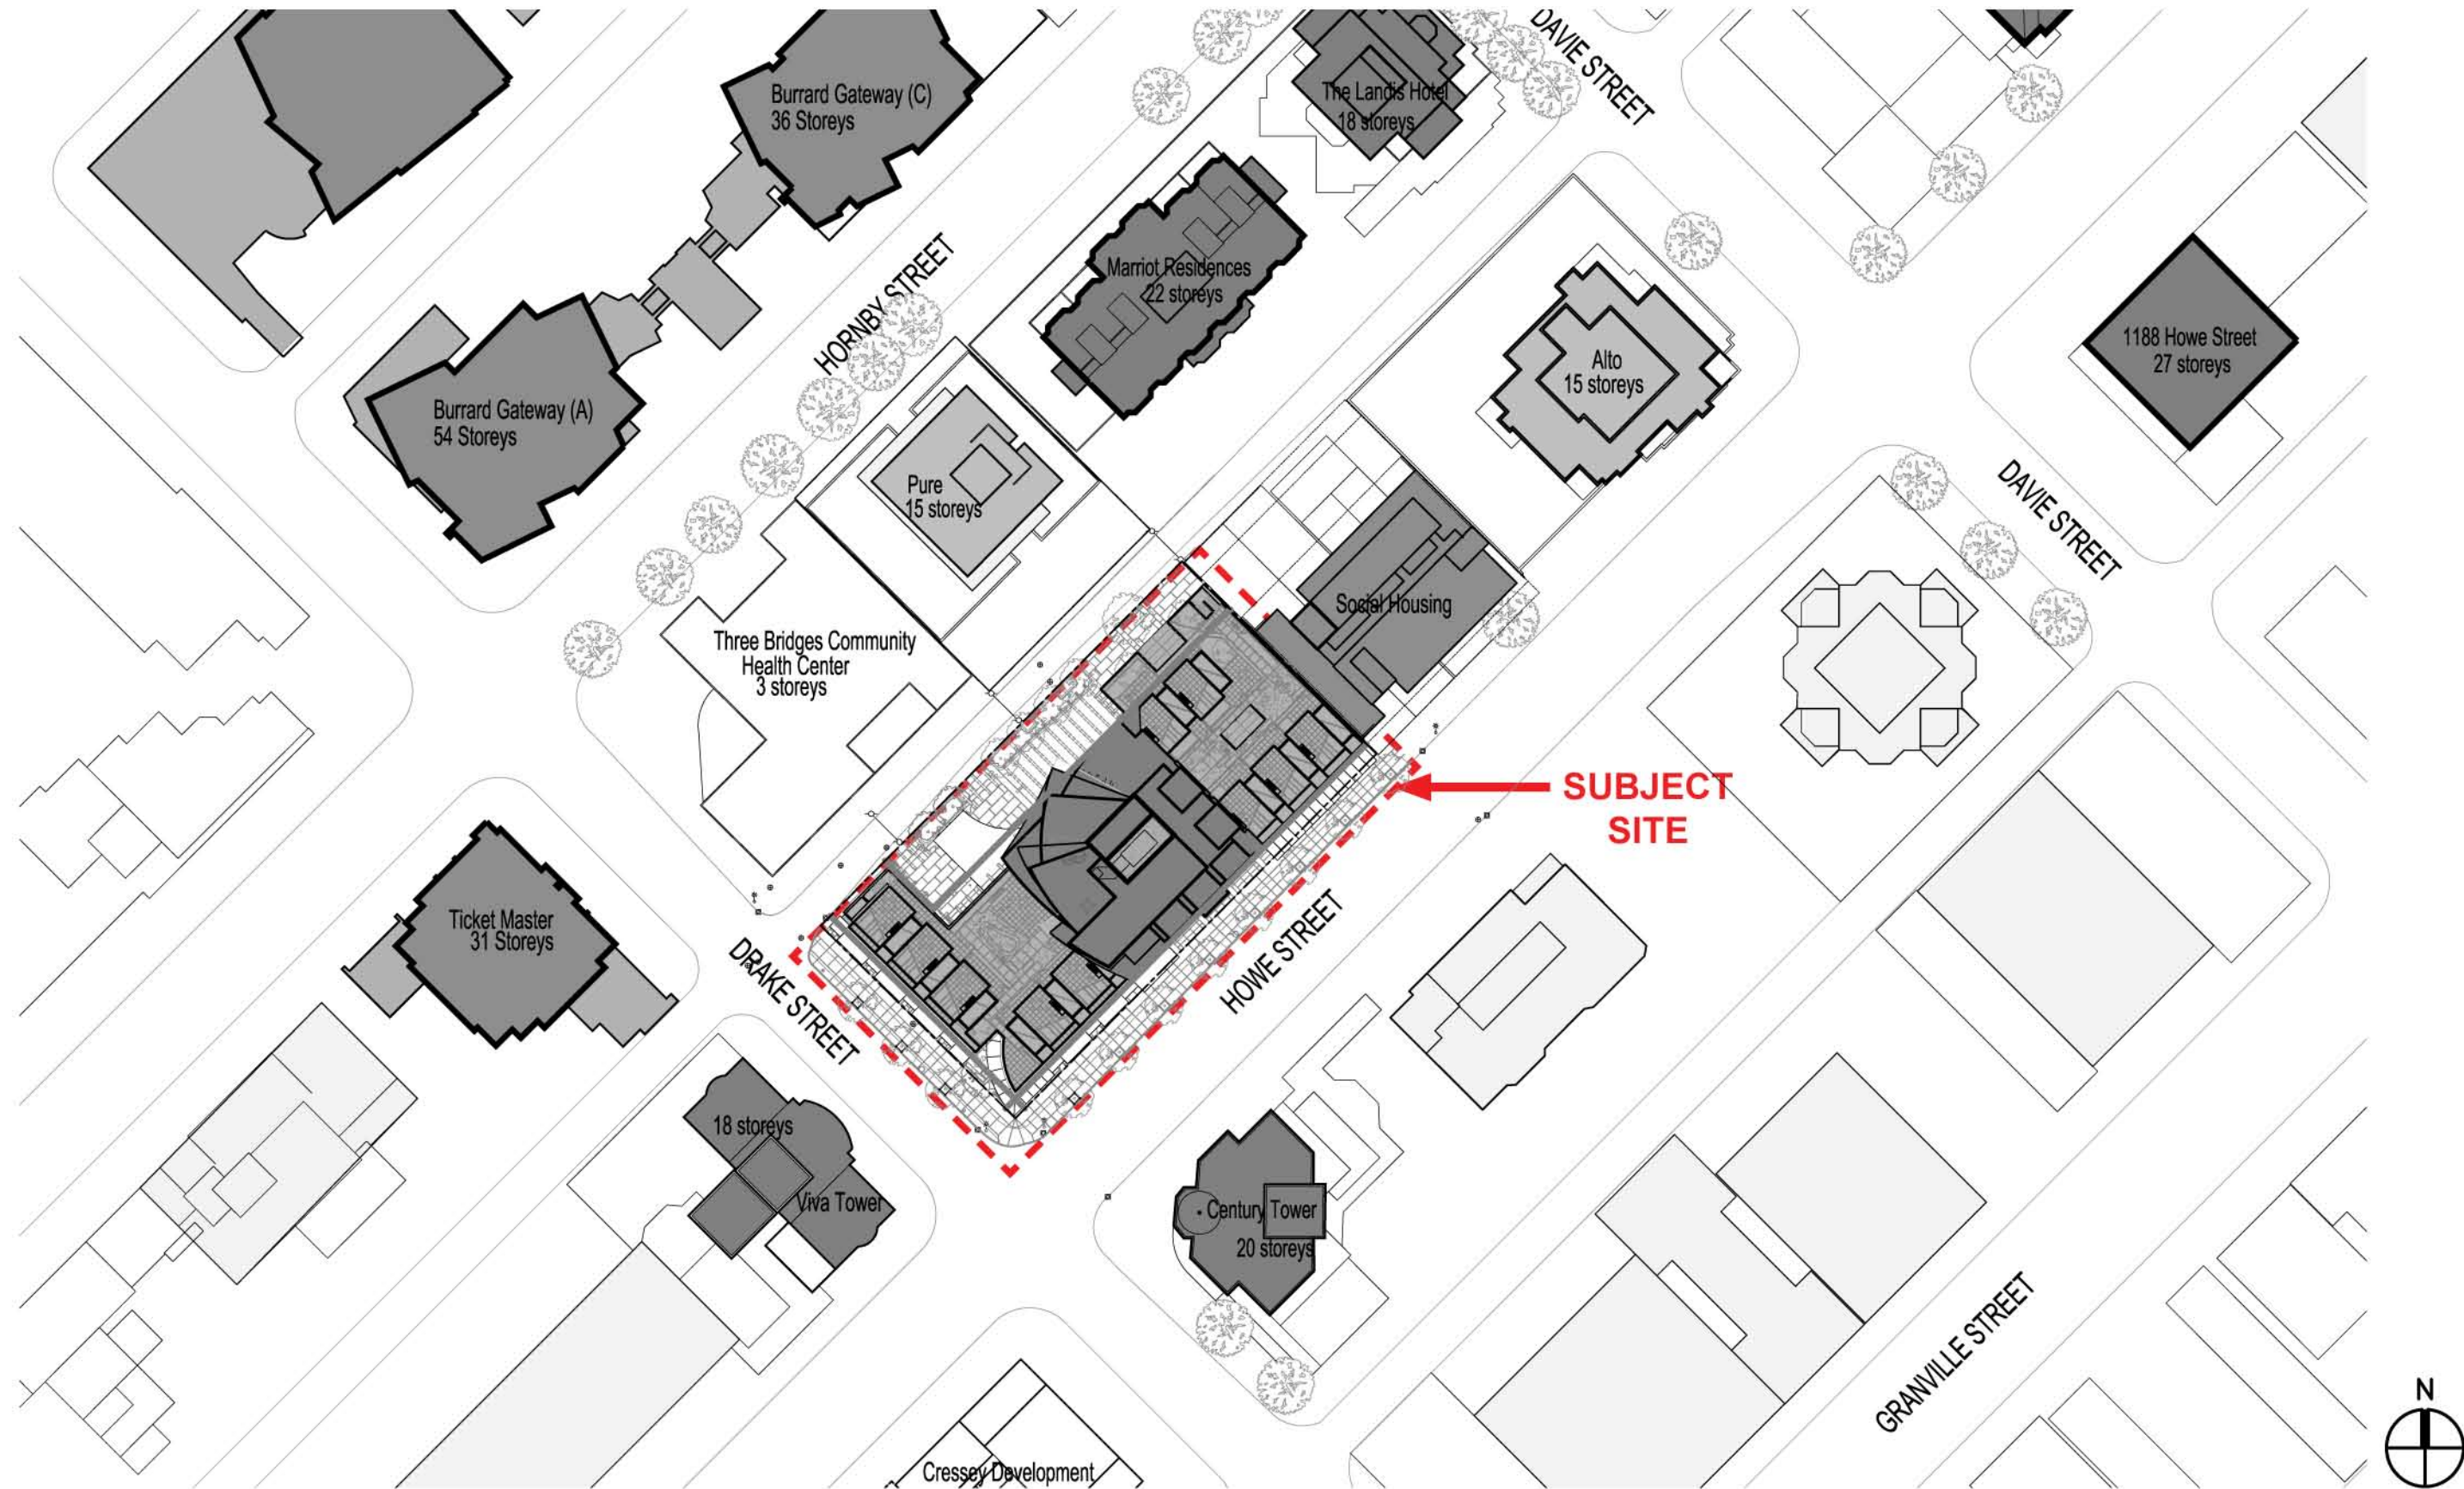 DAVIE STREET
Burrard Gateway (C)
36 Storeys
The Landis Hotel
18 storeys
HORNBY STREET
Marriot Residences
22 storeys
1188 Howe Street
27 storeys
Alto
15 storeys
Burrard Gateway (A)
54 Storeys
Pure
15 storeys
DAVIE STREET
Social Housing
Three Bridges Community
Health Center
3 storeys
SUBJECT
SITE
Ticket Master
31 Storeys
DRAKE STREET
HOWE STREET
18 storeys
Viva Tower
Century Tower
20 storeys
GRANVILLE STREET
N
Cressey Development